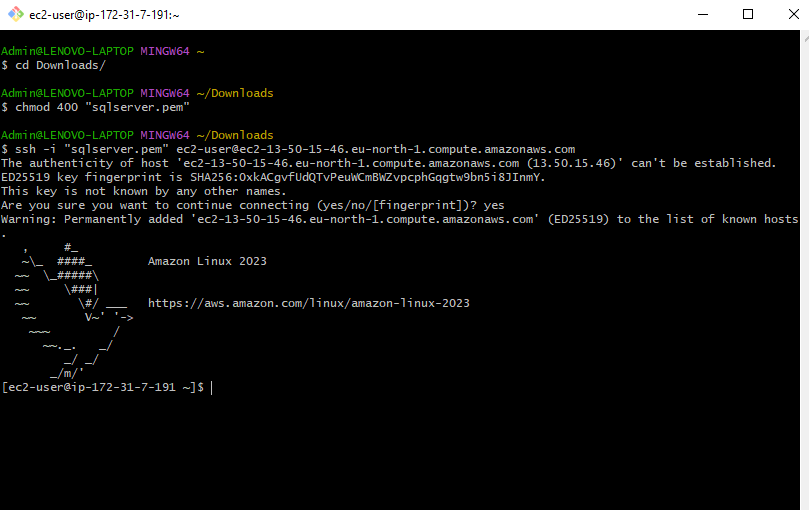 ec2-user@ip-172-31-7-191:~
Admin@LENOVO-LAPTOP MINGW64 ~
$ cd Downloads/
Admin@LENOVO-LAPTOP MINGW64 ~/Downloads
$ chmod 400 "sqlserver.pem"
Admin@LENOVO-LAPTOP MINGW64 ~/Downloads
$ ssh -i "sqlserver.pem" ec2-user@ec2-13-50-15-46.eu-north-1.compute.amazonaws.com
The authenticity of host 'ec2-13-50-15-46.eu-north-1.compute.amazonaws.com (13.50.15.46)' can't be established.
ED25519 key fingerprint is SHA256:OxkACgvfUdQTvPeuWCmBWZvpcphGqgtw9bn5i8JInmY.
This key is not known by any other names.
Are you sure you want to continue connecting (yes/no/[fingerprint])? yes
Warning: Permanently added 'ec2-13-50-15-46.eu-north-1.compute.amazonaws.com' (ED25519) to the list of known hosts
.
   ,     #_
   ~\_  ####_        Amazon Linux 2023
  ~~  \_#####\
  ~~     \###|
  ~~       \#/ ___   https://aws.amazon.com/linux/amazon-linux-2023
   ~~       V~' '->
    ~~~         /
      ~~._.   _/
         _/ _/
       _/m/'
[ec2-user@ip-172-31-7-191 ~]$